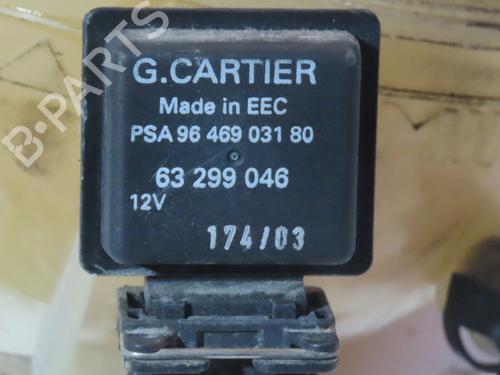 G.CARTIER
Made in EEC
PSA 96 469 031 80
63 299 046
12V
174/03
B-PARTS